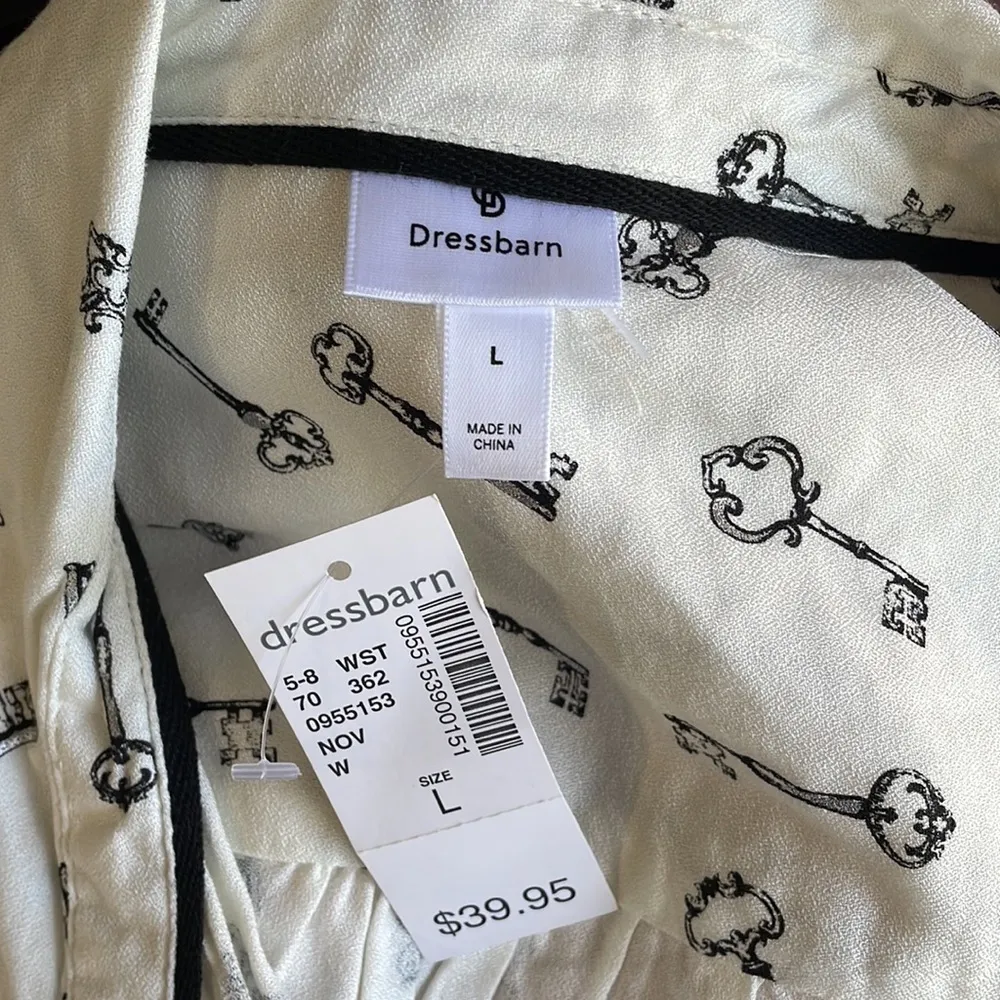 Dressbarn
L
MADE IN
CHINA
dressbarn
5-8 WST
70 362
0955153
NOV
W
0955153900151
SIZE
L
$39.95